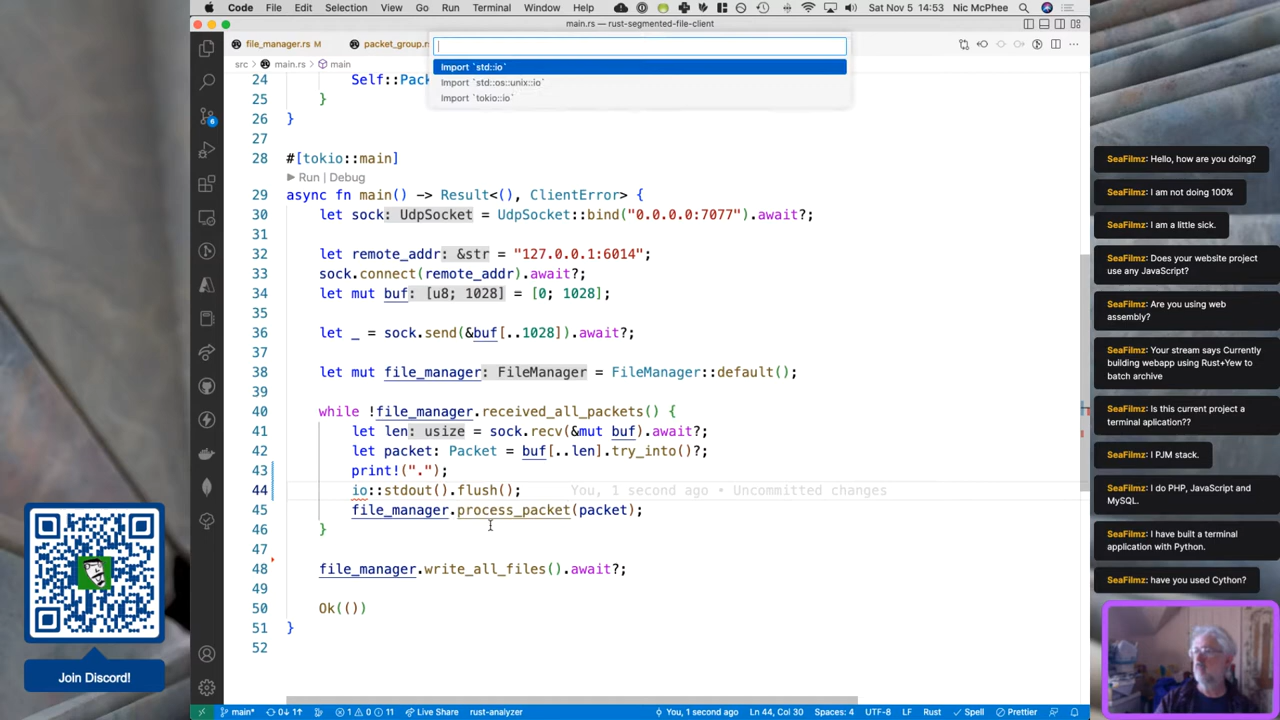 Code File Edit Selection View Go Run Terminal Window Help Sat Nov 5 14:53 Nic McPhee
main.rs — rust-segmented-file-client
file_manager.rs M packet_group.rs
src > main.rs > main
Import `std::io`
Import `std::os::unix::io`
Import `tokio::io`
24 Self::Pack
25 }
26 }
27
28 #[tokio::main]
▶ Run | Debug
29 async fn main() -> Result<(), ClientError> {
30 let sock: UdpSocket = UdpSocket::bind("0.0.0.0:7077").await?;
31
32 let remote_addr: &str = "127.0.0.1:6014";
33 sock.connect(remote_addr).await?;
34 let mut buf: [u8; 1028] = [0; 1028];
35
36 let _ = sock.send(&buf[..1028]).await?;
37
38 let mut file_manager: FileManager = FileManager::default();
39
40 while !file_manager.received_all_packets() {
41 let len: usize = sock.recv(&mut buf).await?;
42 let packet: Packet = buf[..len].try_into()?;
43 print!(".");
44 io::stdout().flush(); You, 1 second ago • Uncommitted changes
45 file_manager.process_packet(packet);
46 }
47
48 file_manager.write_all_files().await?;
49
50 Ok(())
51 }
52
6
main* 0↓ 1↑ 1 0 11 Live Share rust-analyzer You, 1 second ago Ln 44, Col 30 Spaces: 4 UTF-8 LF Rust Spell Prettier
Join Discord!
SeaFilmz: Hello, how are you doing?
SeaFilmz: I am not doing 100%
SeaFilmz: I am a little sick.
SeaFilmz: Does your website project
use any JavaScript?
SeaFilmz: Are you using web
assembly?
SeaFilmz: Your stream says Currently
building webapp using Rust+Yew to
batch archive
SeaFilmz: Is this current project a
terminal aplication??
SeaFilmz: I PJM stack.
SeaFilmz: I do PHP, JavaScript and
MySQL.
SeaFilmz: I have built a terminal
application with Python.
SeaFilmz: have you used Cython?